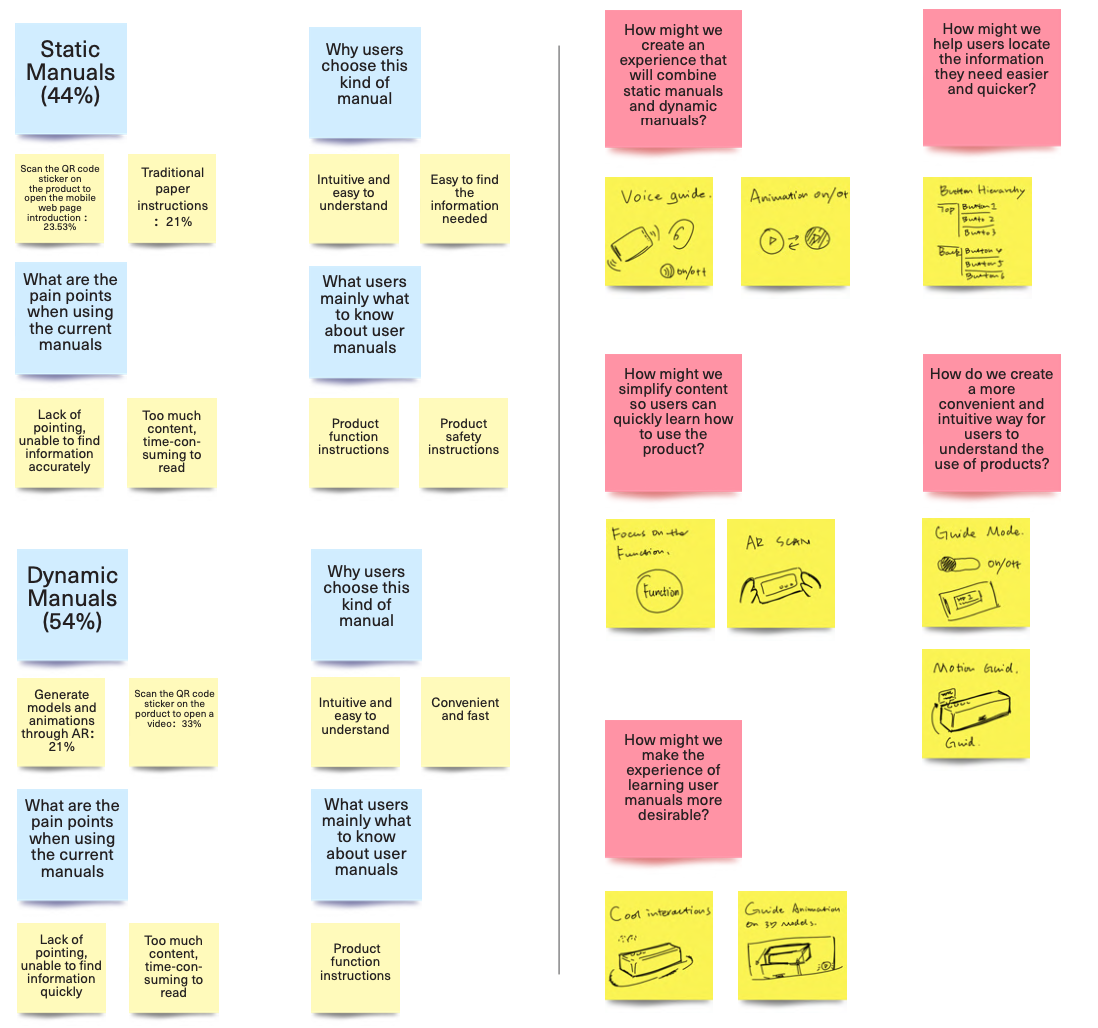 Static
Manuals
(44%)
Why users
choose this
kind of
manual
Scan the QR code
sticker on
the product to
open the mobile
web page
introduction :
23.53%
Traditional
paper
instructions
: 21%
Intuitive and
easy to
understand
Easy to find
the
information
needed
What are the
pain points
when using
the current
manuals
What users
mainly what
to know
about user
manuals
Lack of
pointing,
unable to find
information
accurately
Too much
content,
time-con-
suming to
read
Product
function
instructions
Product
safety
instructions
Dynamic
Manuals
(54%)
Why users
choose this
kind of
manual
Generate
models and
animations
through AR:
21%
Scan the QR code
sticker on the
porduct to open a
video: 33%
Intuitive and
easy to
understand
Convenient
and fast
What are the
pain points
when using
the current
manuals
What users
mainly what
to know
about user
manuals
Lack of
pointing,
unable to find
information
quickly
Too much
content,
time-con-
suming to
read
Product
function
instructions
How might we
create an
experience that
will combine
static manuals
and dynamic
manuals?
How might we
help users locate
the information
they need easier
and quicker?
Voice guide.
on/off
Animation on/of
Button Hierarchy
Top
Button 1
Butto 2
Button 3
Back
Button 4
Button 5
Button 6
How might we
simplify content
so users can
quickly learn how
to use the
product?
How do we create
a more
convenient and
intuitive way for
users to
understand the
use of products?
Focus on the
Function.
Function
AR SCAN
Guide Mode.
on/off
Motion Guid.
Guid.
How might we
make the
experience of
learning user
manuals more
desirable?
Cool interactions
Guide Animation
on 3D models.